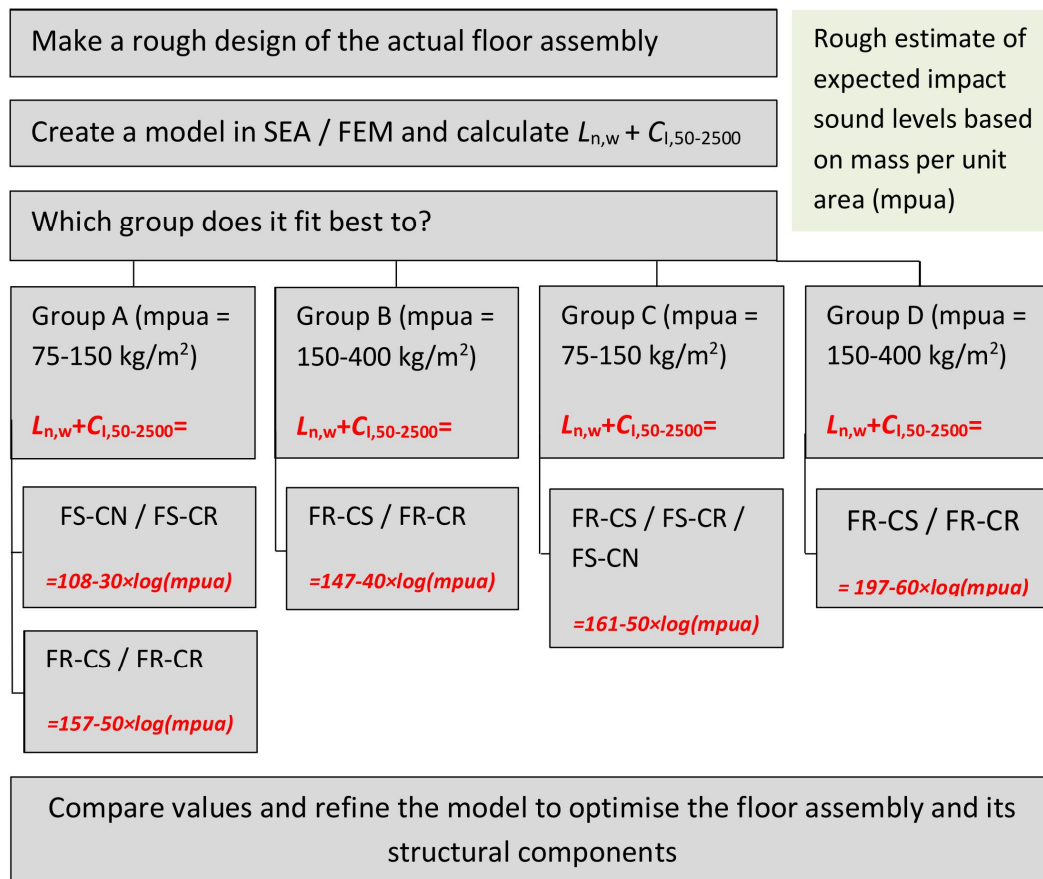 Make a rough design of the actual floor assembly
Rough estimate of
expected impact
sound levels based
on mass per unit
area (mpua)
Create a model in SEA / FEM and calculate Ln,w + CI,50-2500
Which group does it fit best to?
Group A (mpua =
75-150 kg/m²)
Ln,w+CI,50-2500=
Group B (mpua =
150-400 kg/m²)
Ln,w+CI,50-2500=
Group C (mpua =
75-150 kg/m²)
Ln,w+CI,50-2500=
Group D (mpua =
150-400 kg/m²)
Ln,w+CI,50-2500=
FS-CN / FS-CR
=108-30×log(mpua)
FR-CS / FR-CR
=147-40×log(mpua)
FR-CS / FS-CR /
FS-CN
=161-50×log(mpua)
FR-CS / FR-CR
= 197-60×log(mpua)
FR-CS / FR-CR
=157-50×log(mpua)
Compare values and refine the model to optimise the floor assembly and its
structural components